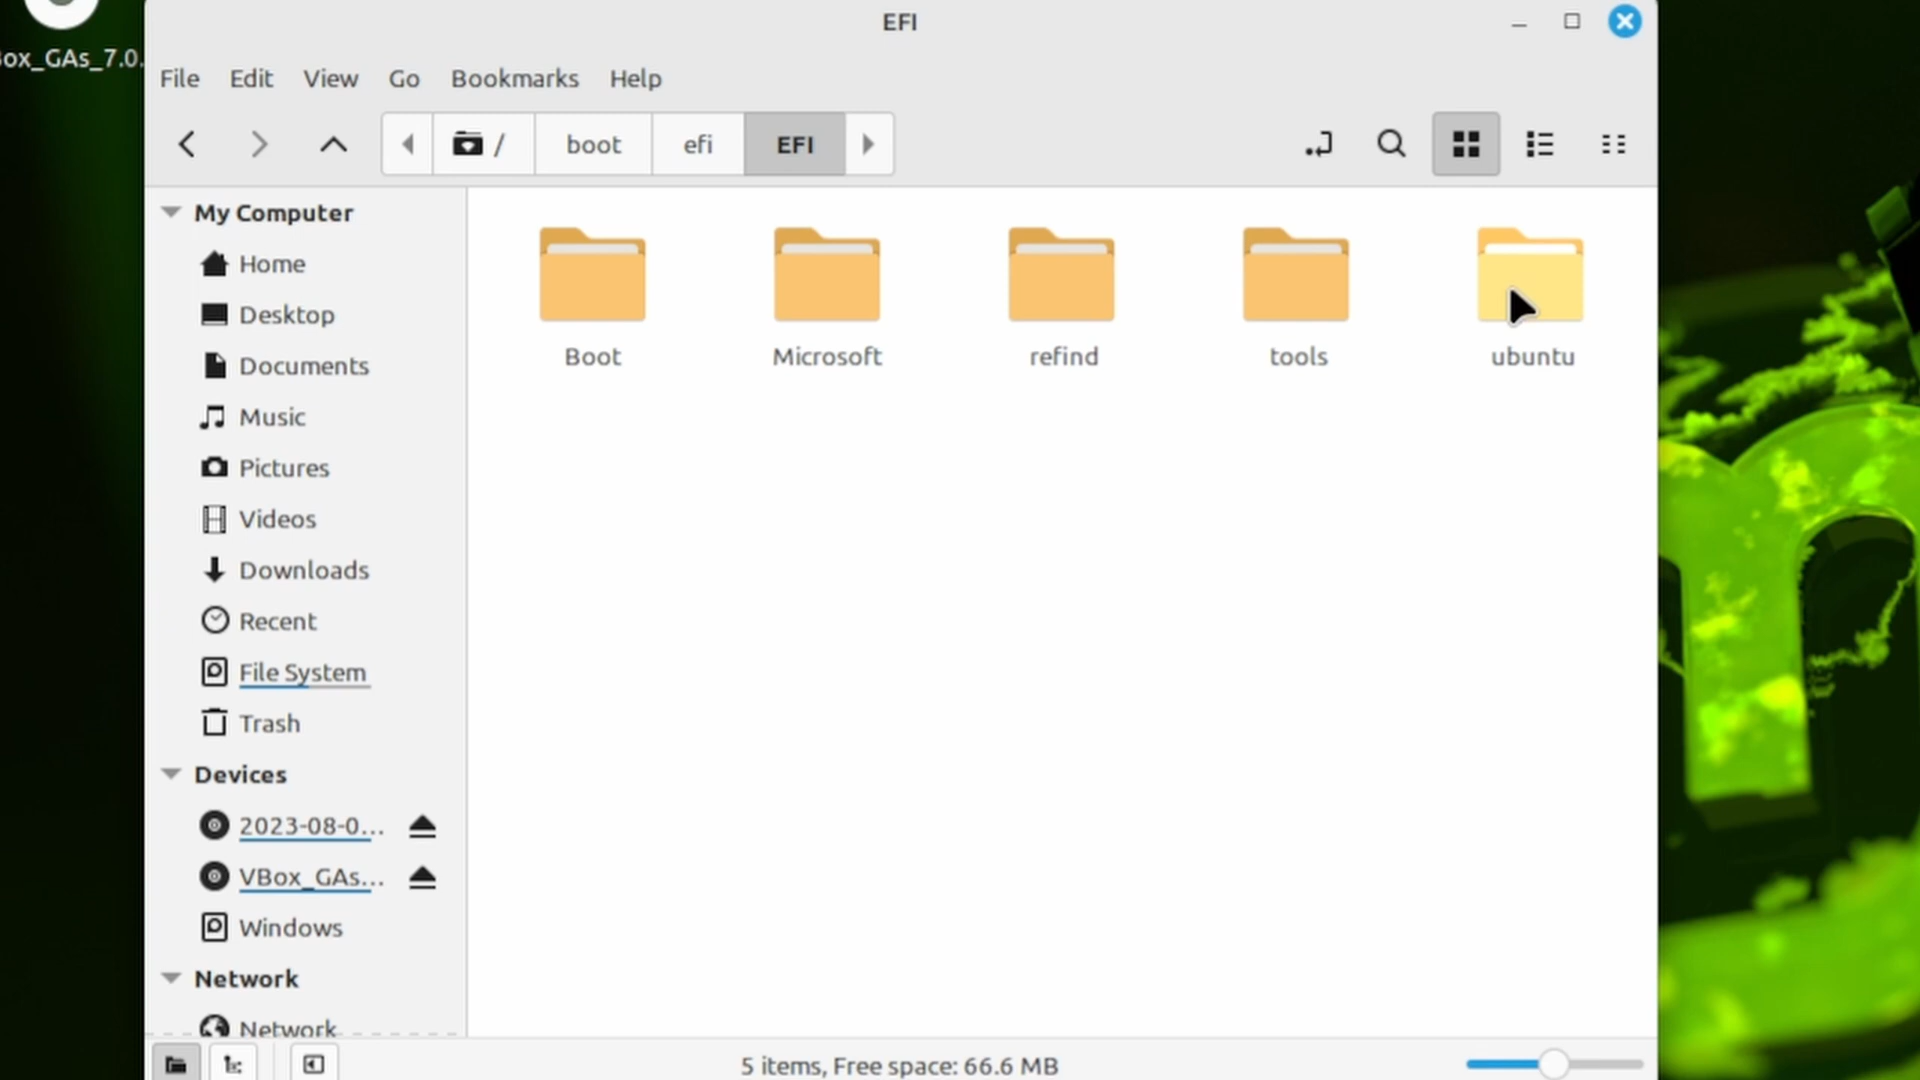 EFI
ox_GAs_7.0.
File Edit View Go Bookmarks Help
/ boot efi EFI
My Computer
Home
Desktop
Documents
Music
Pictures
Videos
Downloads
Recent
File System
Trash
Devices
2023-08-0...
VBox_GAs...
Windows
Network
Network
Boot Microsoft refind tools ubuntu
5 items, Free space: 66.6 MB